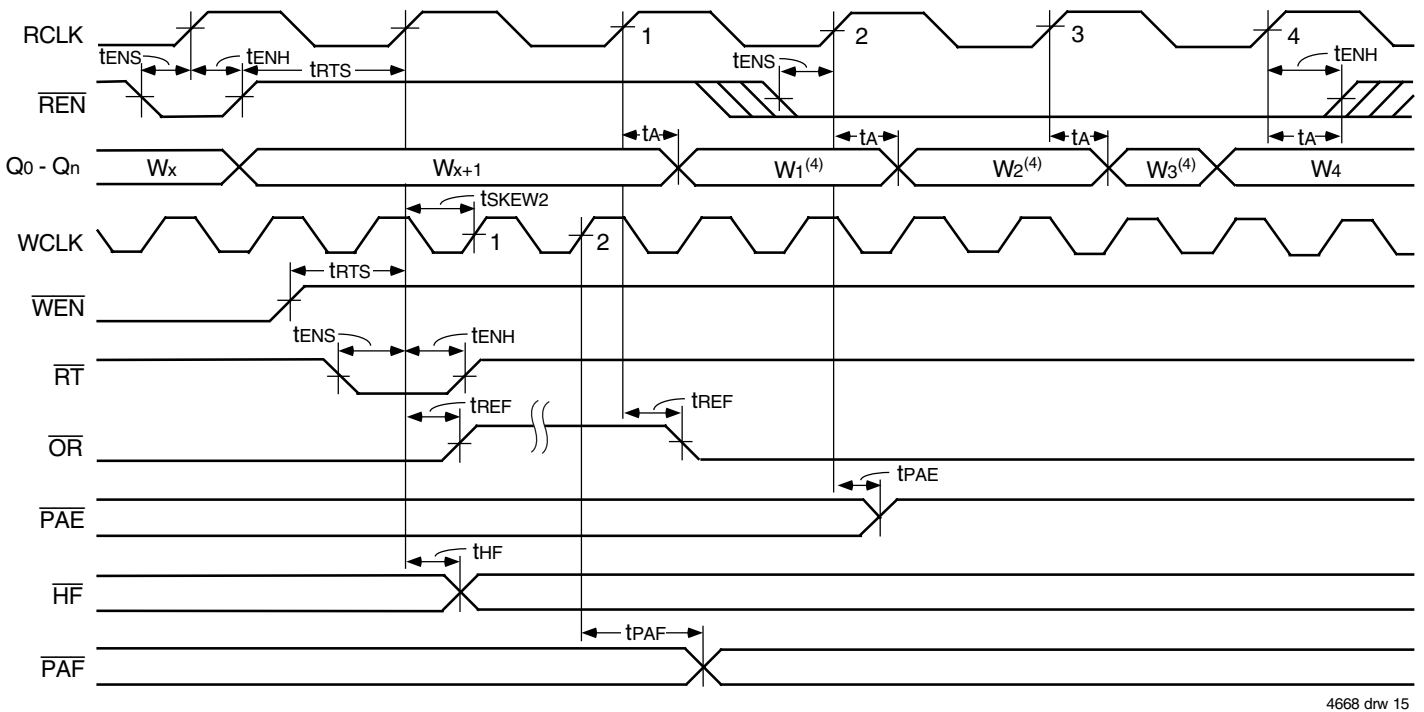 RCLK 1 2 3 4
tENS tENH tRTS tENS tENH
REN
tA tA tA tA
Q0 - Qn Wx Wx+1 W1(4) W2(4) W3(4) W4
tSKEW2
WCLK 1 2
tRTS
WEN
tENS tENH
RT
tREF tREF
OR
tPAE
PAE
tHF
HF
tPAF
PAF
4668 drw 15